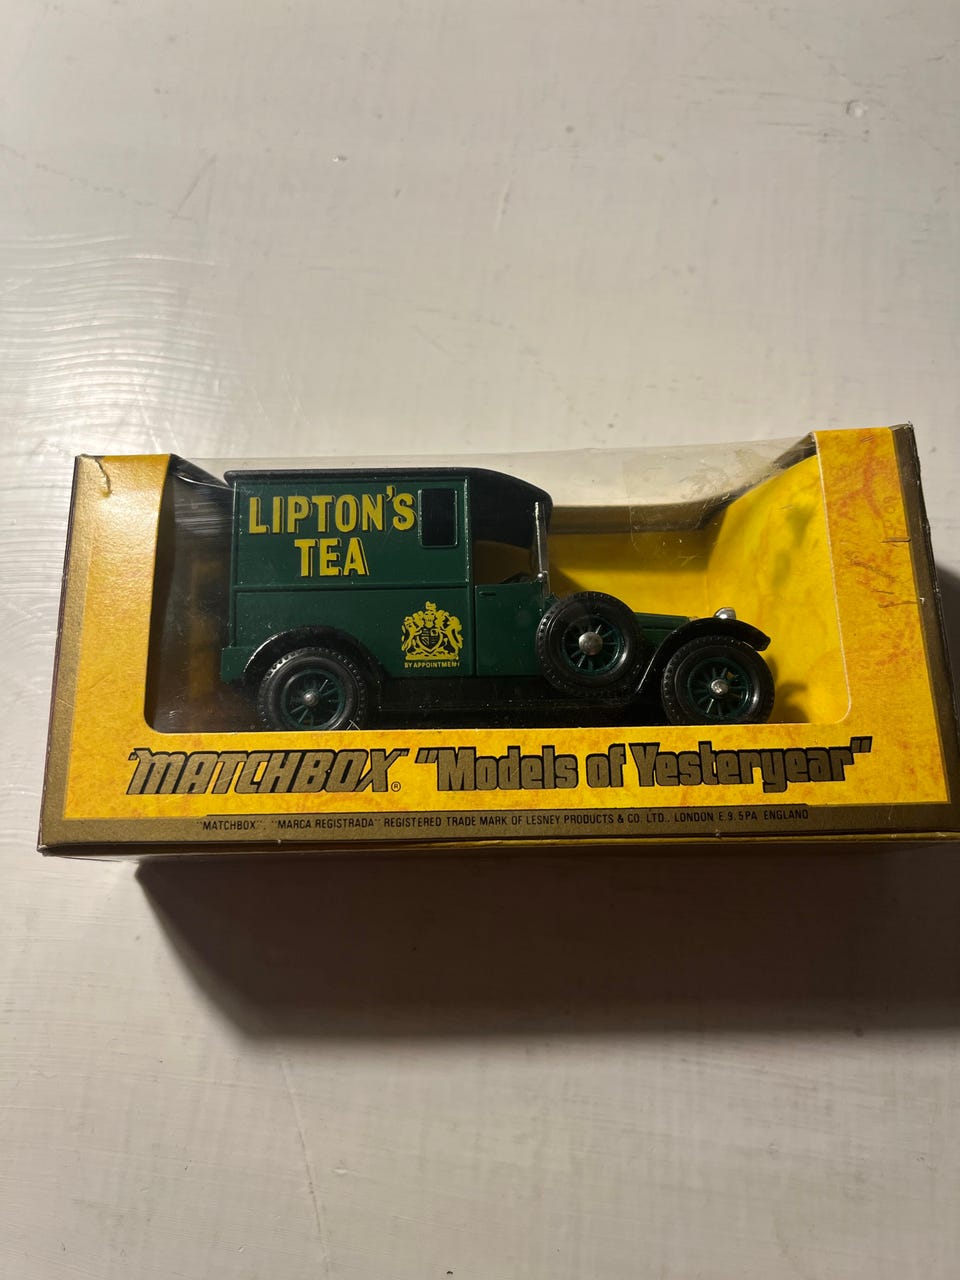 LIPTON'S
TEA
BY APPOINTMENT
"MATCHBOX"® "Models of Yesteryear"
"MATCHBOX", "MARCA REGISTRADA" REGISTERED TRADE MARK OF LESNEY PRODUCTS & CO. LTD., LONDON E.9.5PA ENGLAND